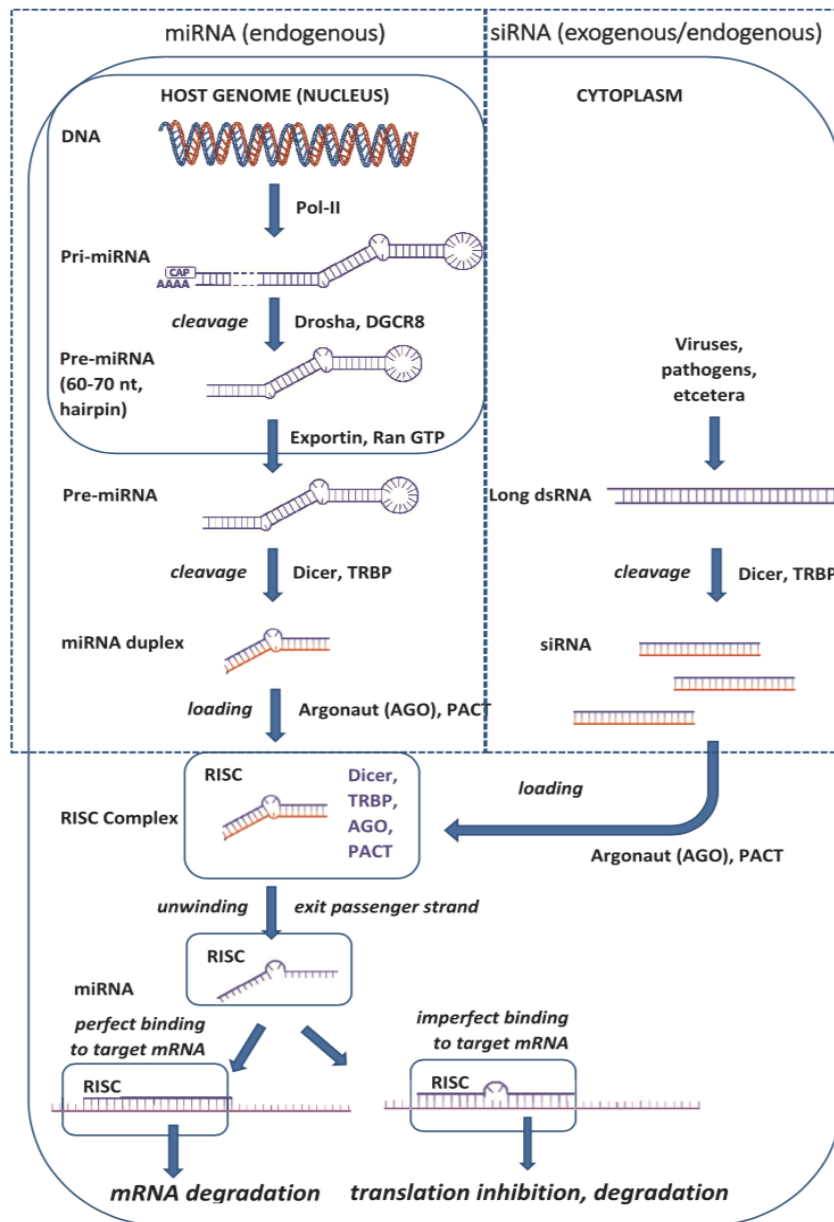 miRNA (endogenous)
siRNA (exogenous/endogenous)
HOST GENOME (NUCLEUS)
CYTOPLASM
DNA
Pol-II
Pri-miRNA
CAP
AAAA
cleavage
Drosha, DGCR8
Pre-miRNA
(60-70 nt,
hairpin)
Viruses,
pathogens,
etcetera
Exportin, Ran GTP
Pre-miRNA
Long dsRNA
cleavage
Dicer, TRBP
cleavage
Dicer, TRBP
miRNA duplex
siRNA
loading
Argonaut (AGO), PACT
RISC
Dicer,
TRBP,
AGO,
PACT
RISC Complex
loading
Argonaut (AGO), PACT
unwinding
exit passenger strand
RISC
miRNA
perfect binding
to target mRNA
imperfect binding
to target mRNA
RISC
RISC
mRNA degradation
translation inhibition, degradation